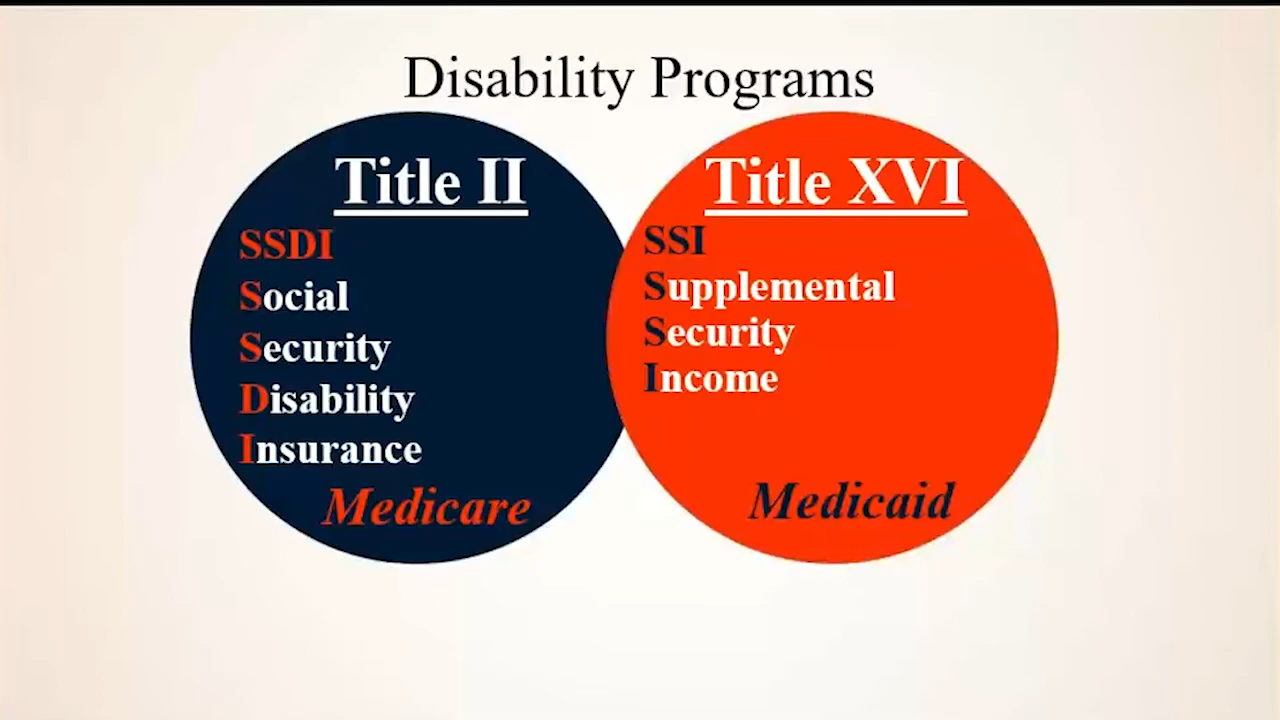 Disability Programs
Title II
SSDI
Social
Security
Disability
Insurance
Medicare
Title XVI
SSI
Supplemental
Security
Income
Medicaid